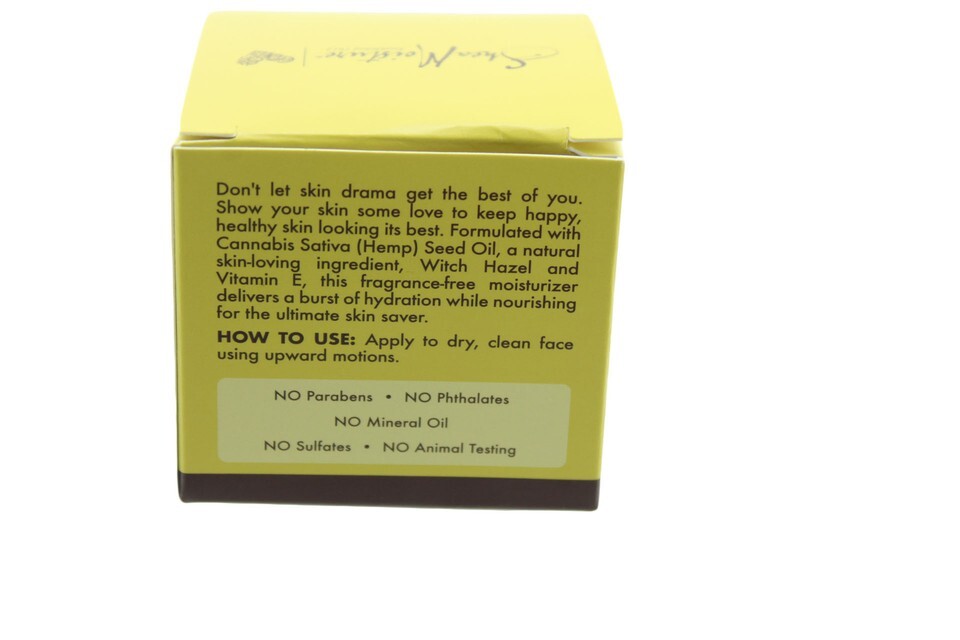 SheaMoisture
Don't let skin drama get the best of you.
Show your skin some love to keep happy,
healthy skin looking its best. Formulated with
Cannabis Sativa (Hemp) Seed Oil, a natural
skin-loving ingredient, Witch Hazel and
Vitamin E, this fragrance-free moisturizer
delivers a burst of hydration while nourishing
for the ultimate skin saver.
HOW TO USE: Apply to dry, clean face
using upward motions.
NO Parabens • NO Phthalates
NO Mineral Oil
NO Sulfates • NO Animal Testing